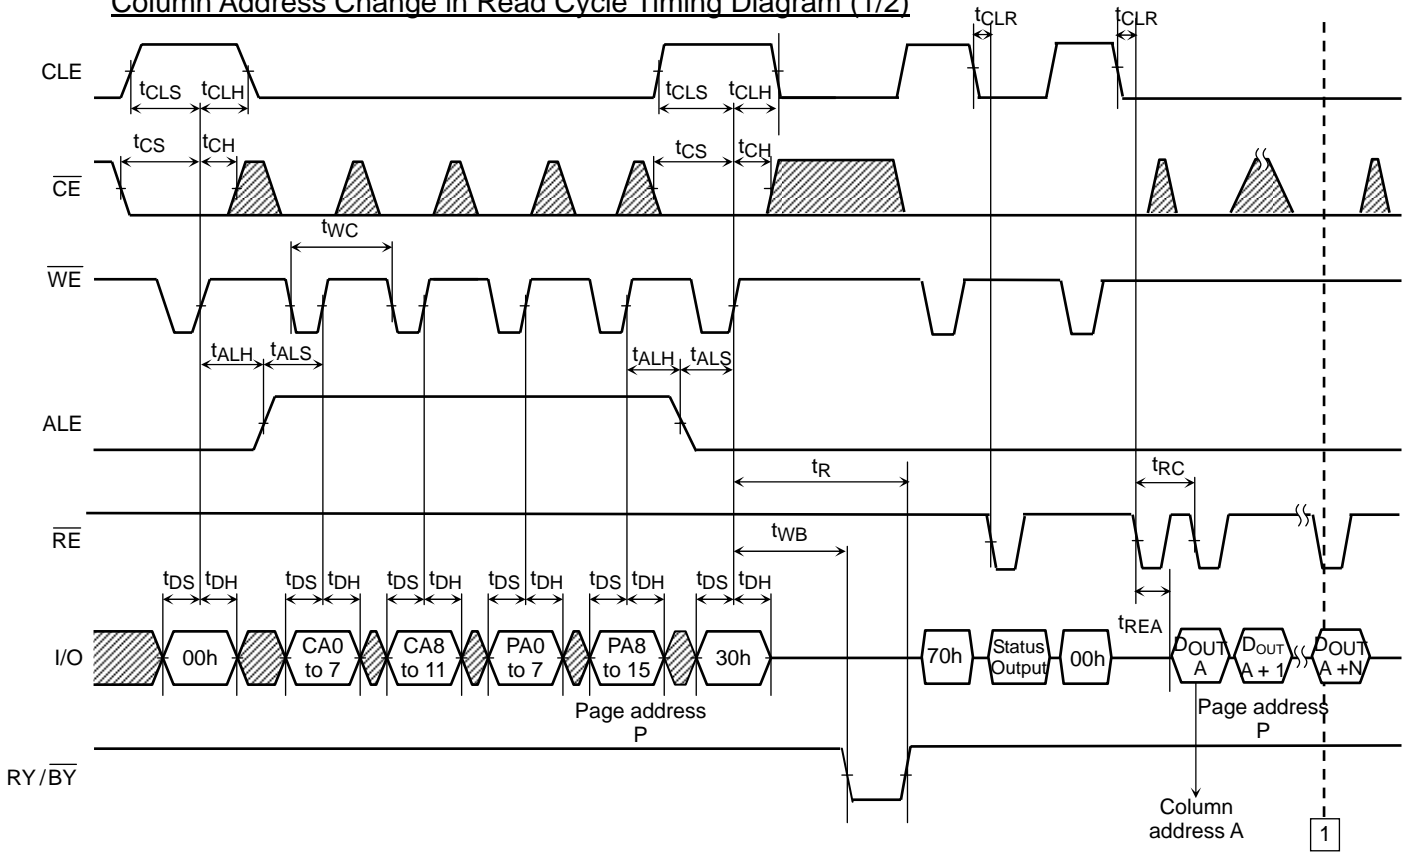 Column Address Change in Read Cycle Timing Diagram (1/2)
tCLR tCLR
CLE
tCLS tCLH tCLS tCLH
tCS tCH tCS tCH
CE
tWC
WE
tALH tALS tALH tALS
ALE
tR tRC
RE
tWB
tDS tDH tDS tDH tDS tDH tDS tDH tDS tDH tDS tDH
tREA
I/O
00h
CA0
to 7
CA8
to 11
PA0
to 7
PA8
to 15
30h
70h
Status
Output
00h
DOUT
A
DOUT
A + 1
DOUT
A +N
Page address
P
Page address
P
RY/BY
Column
address A
1